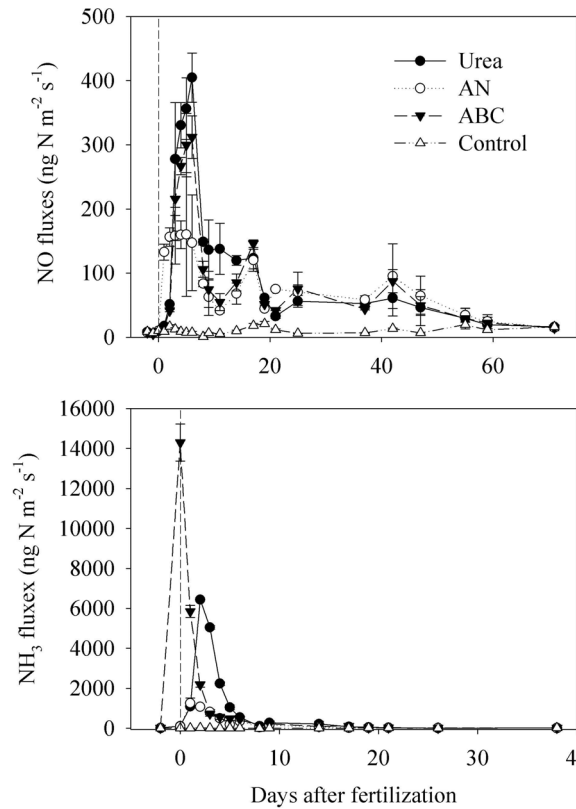 500
400
300
200
100
0
NO fluxes (ng N m⁻² s⁻¹)
Urea
AN
ABC
Control
0 20 40 60
16000
14000
12000
10000
8000
6000
4000
2000
0
NH₃ fluxex (ng N m⁻² s⁻¹)
0 10 20 30 4
Days after fertilization